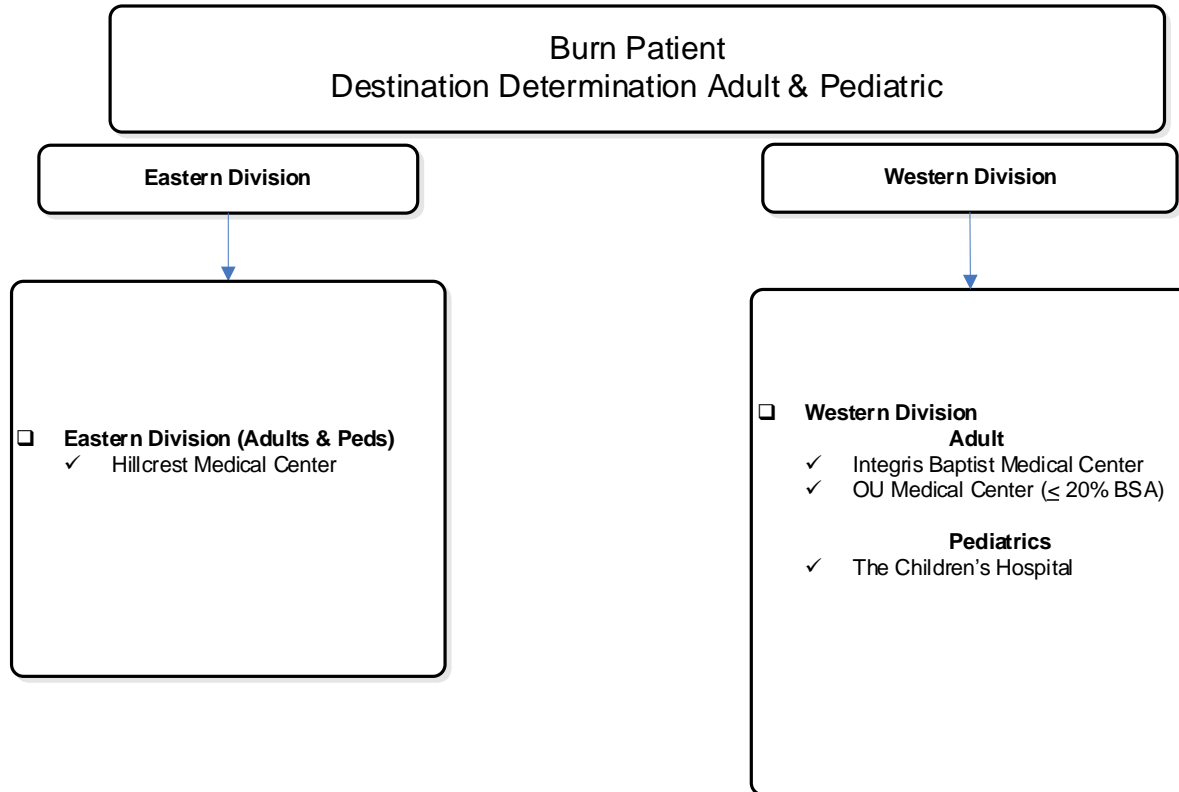 Burn Patient
Destination Determination Adult & Pediatric
Eastern Division
Western Division
❑ Eastern Division (Adults & Peds)
✓ Hillcrest Medical Center
❑ Western Division
Adult
✓ Integris Baptist Medical Center
✓ OU Medical Center (≤ 20% BSA)
Pediatrics
✓ The Children's Hospital